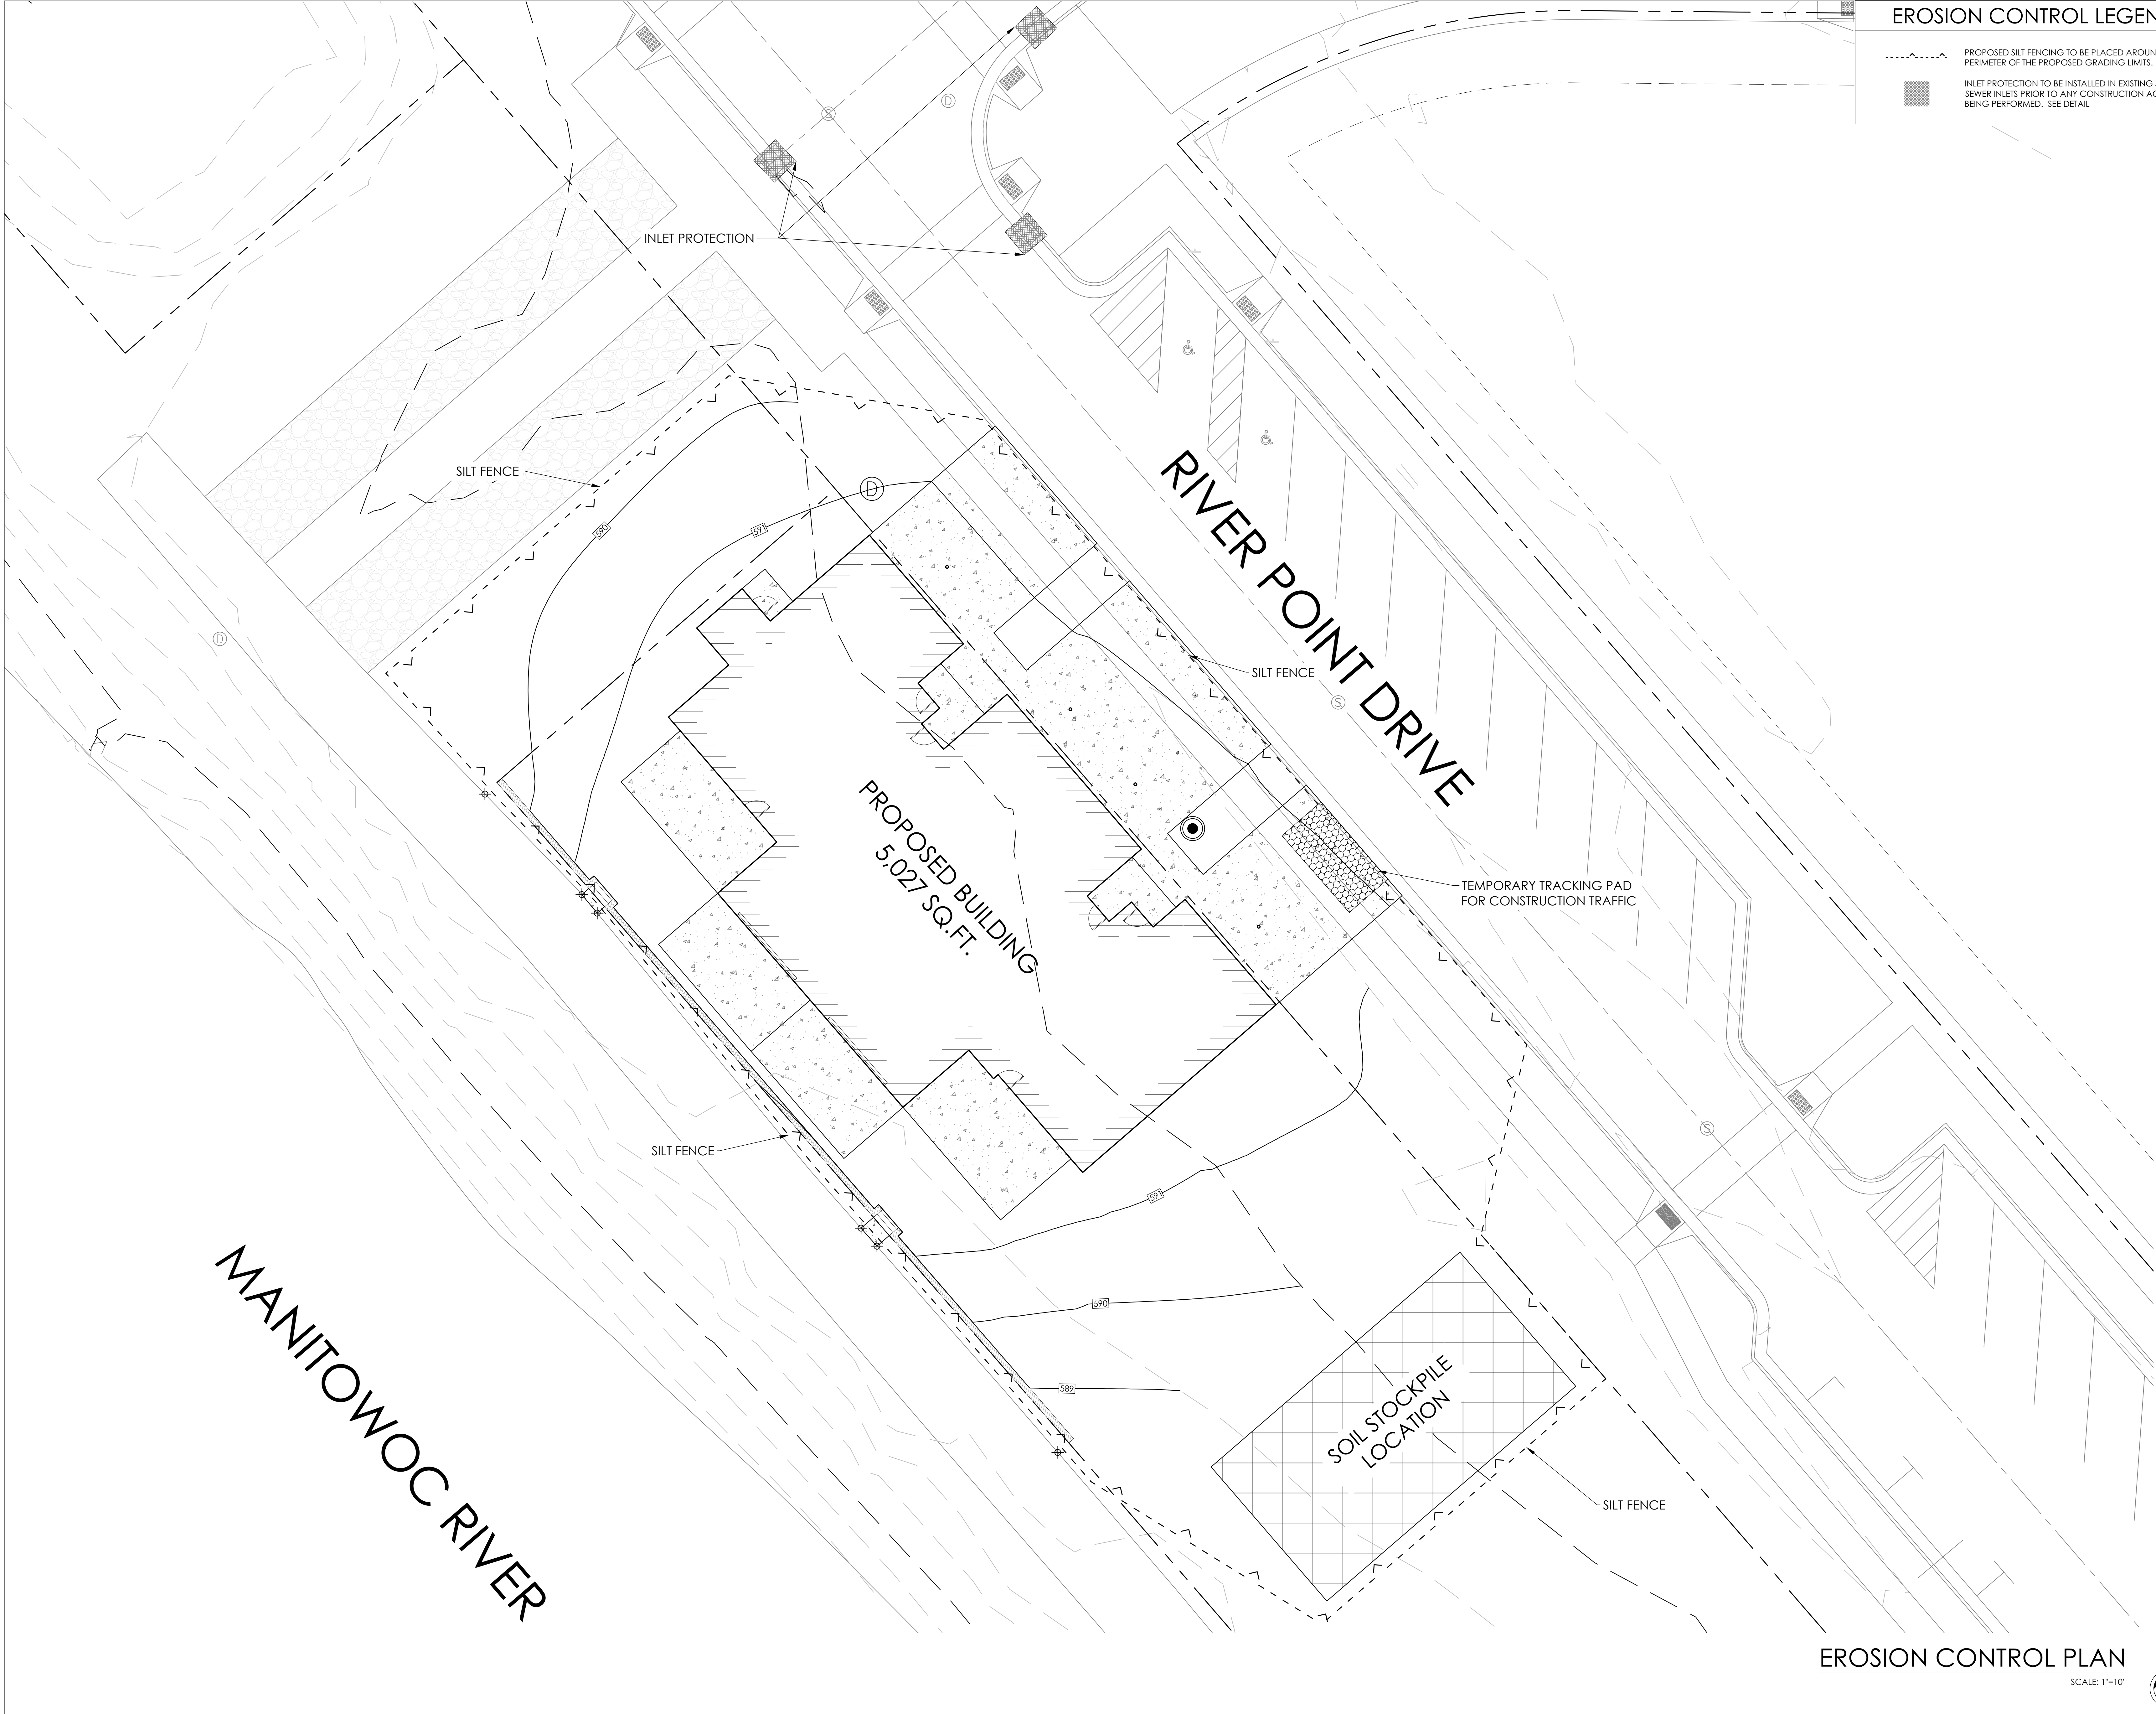 EROSION CONTROL LEGEN
PROPOSED SILT FENCING TO BE PLACED AROUN
PERIMETER OF THE PROPOSED GRADING LIMITS.
INLET PROTECTION TO BE INSTALLED IN EXISTING
SEWER INLETS PRIOR TO ANY CONSTRUCTION AC
BEING PERFORMED. SEE DETAIL
S
D
INLET PROTECTION
SILT FENCE
D
590
591
RIVER POINT DRIVE
D
SILT FENCE
S
PROPOSED BUILDING
5,027 SQ.FT.
TEMPORARY TRACKING PAD
FOR CONSTRUCTION TRAFFIC
S
SILT FENCE
591
590
589
MANITOWOC RIVER
SOIL STOCKPILE
LOCATION
SILT FENCE
EROSION CONTROL PLAN
SCALE: 1"=10'